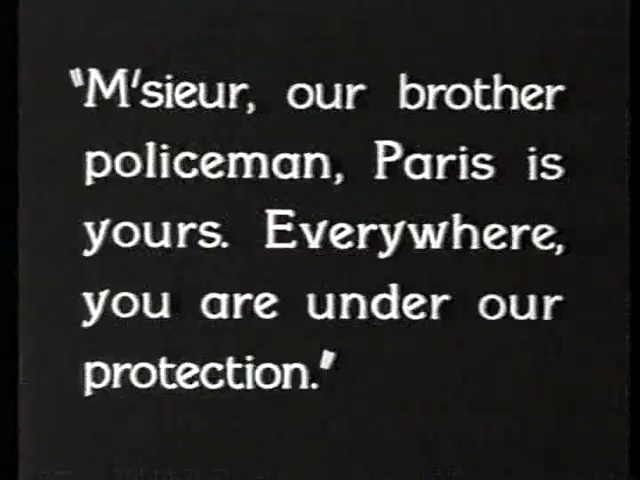 "M'sieur, our brother
policeman, Paris is
yours. Everywhere,
you are under our
protection."